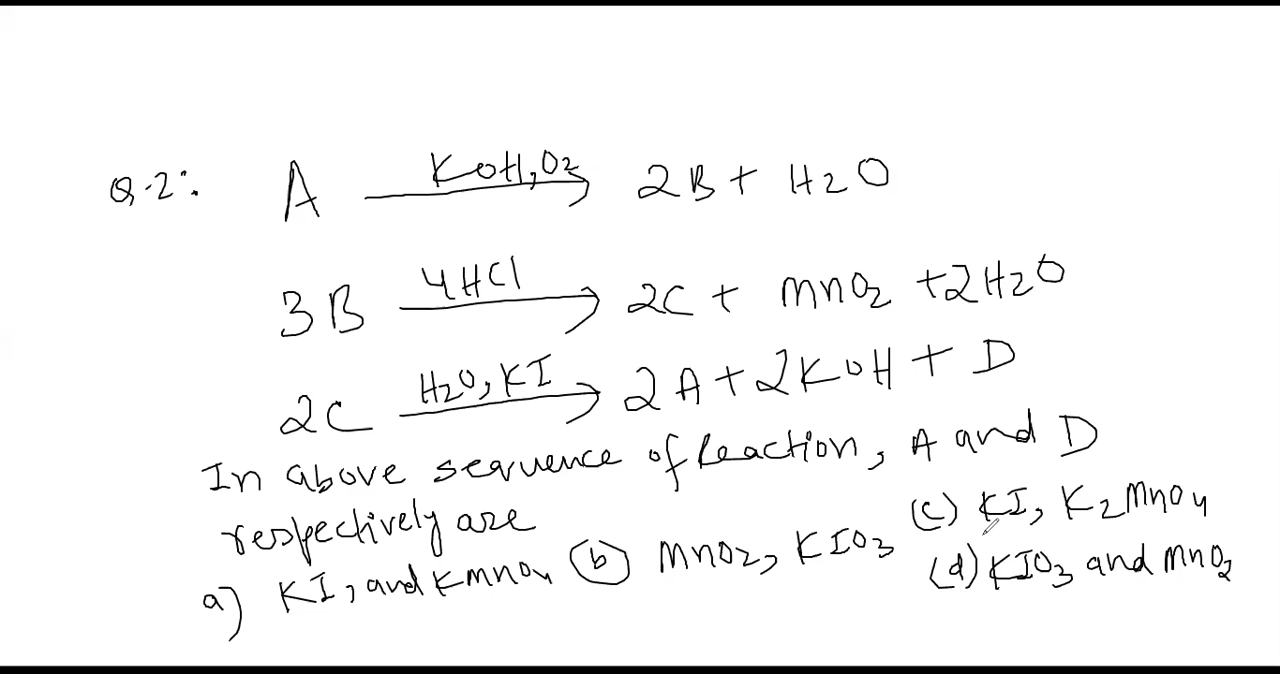 Q.2:. A KOH,O2 → 2B + H2O
3B 4HCl → 2C + MnO2 + 2H2O
2C H2O, KI → 2A + 2KOH + D
In above sequence of Reaction, A and D
respectively are
a) KI, and KMnO4 (b) MnO2, KIO3 (c) KI, K2MnO4
(d) KIO3 and MnO2